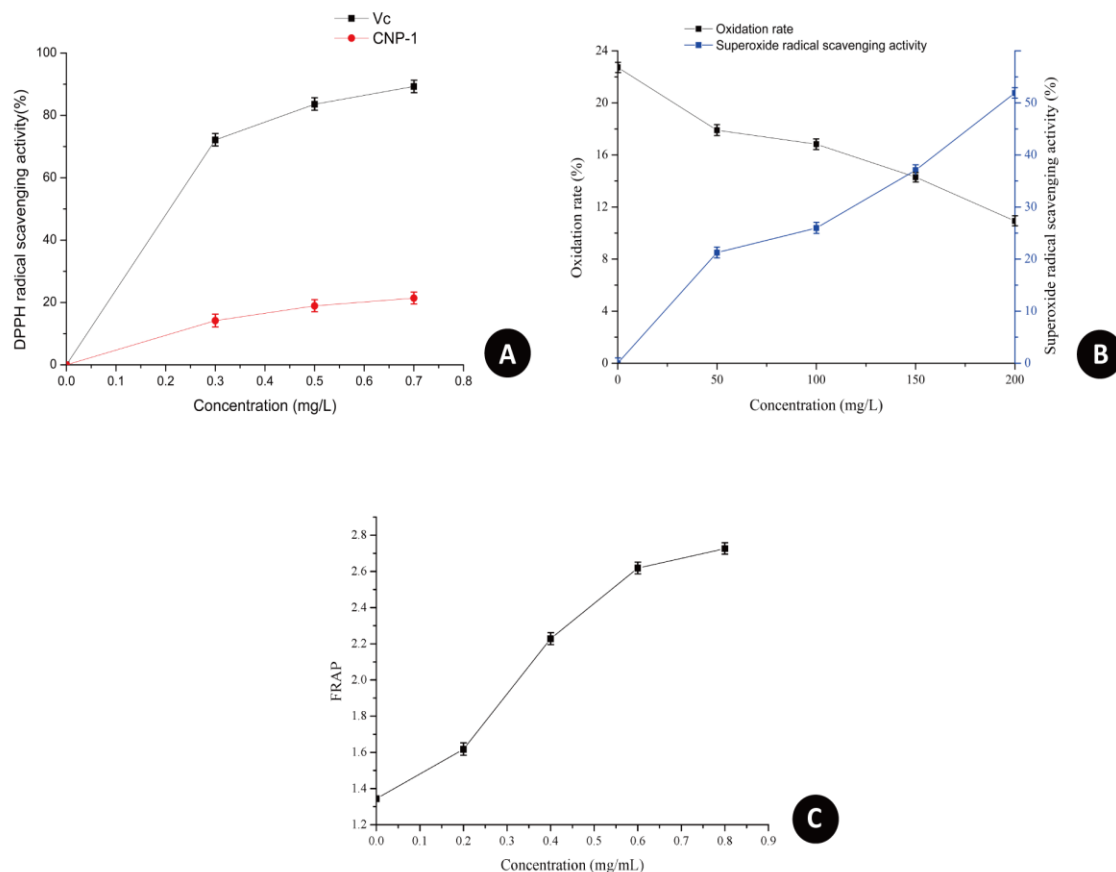 Vc
CNP-1
DPPH radical scavenging activity(%)
100
80
60
40
20
0
0.0 0.1 0.2 0.3 0.4 0.5 0.6 0.7 0.8
Concentration (mg/L)
A
Oxidation rate
Superoxide radical scavenging activity
Oxidation rate (%)
24
20
16
12
8
4
0
0 50 100 150 200
Concentration (mg/L)
50
40
30
20
10
0
Superoxide radical scavenging activity (%)
B
FRAP
2.8
2.6
2.4
2.2
2.0
1.8
1.6
1.4
1.2
0.0 0.1 0.2 0.3 0.4 0.5 0.6 0.7 0.8 0.9
Concentration (mg/mL)
C